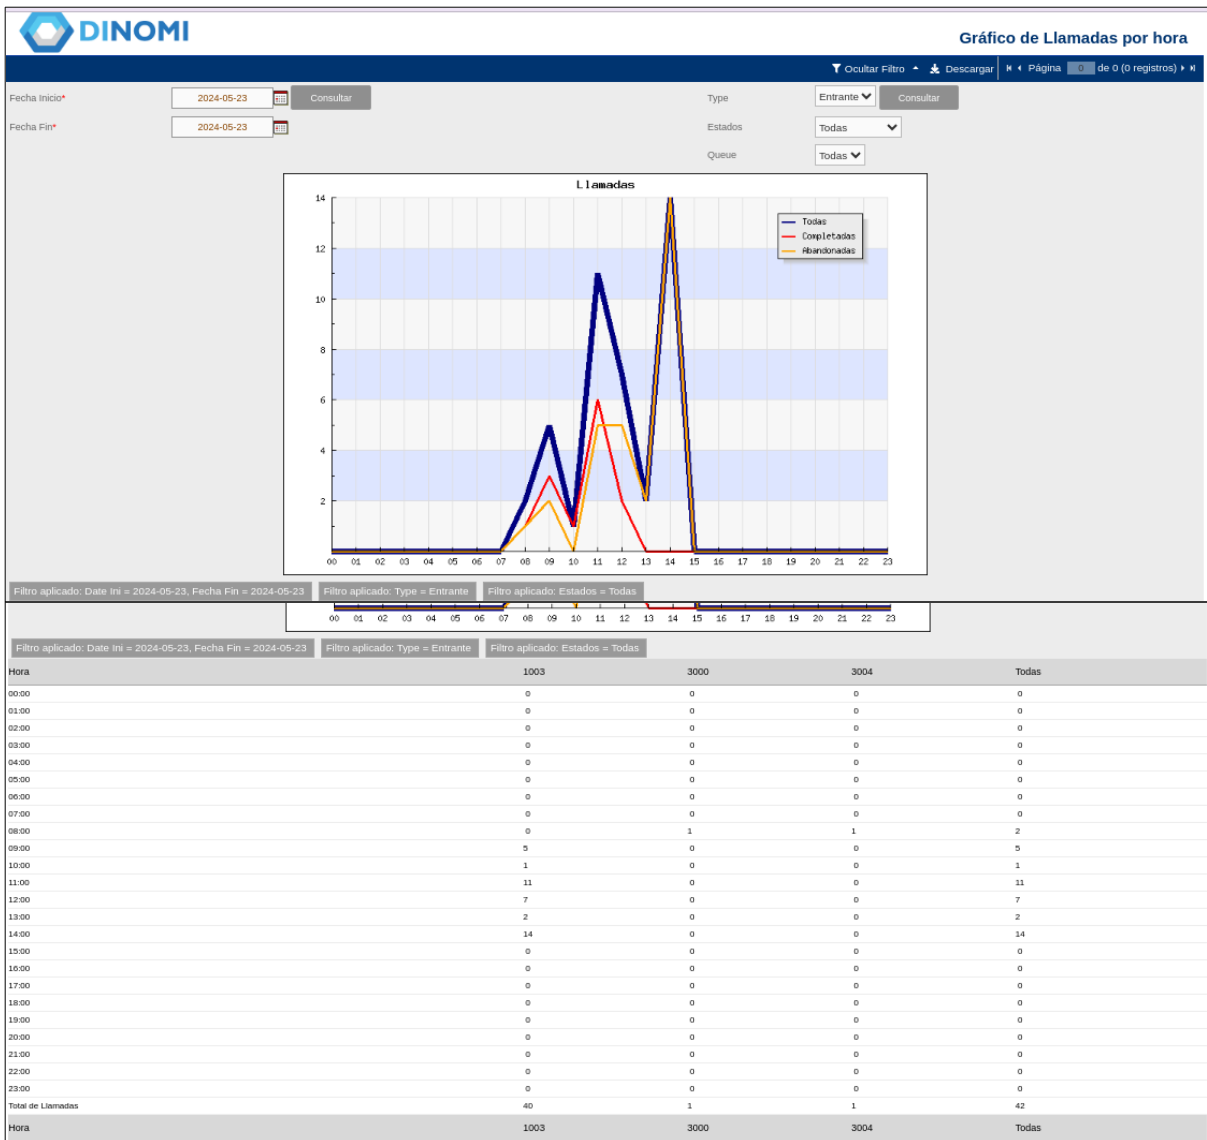 DINOMI
Gráfico de Llamadas por hora
Ocultar Filtro Descargar Página 0 de 0 (0 registros)
Fecha Inicio* 2024-05-23 Consultar Type Entrante Consultar
Fecha Fin* 2024-05-23 Estados Todas
Queue Todas
Llamadas
14
12
10
8
6
4
2
Todas
Completadas
Abandonadas
00 01 02 03 04 05 06 07 08 09 10 11 12 13 14 15 16 17 18 19 20 21 22 23
Filtro aplicado: Date Ini = 2024-05-23, Fecha Fin = 2024-05-23 Filtro aplicado: Type = Entrante Filtro aplicado: Estados = Todas
00 01 02 03 04 05 06 07 08 09 10 11 12 13 14 15 16 17 18 19 20 21 22 23
Filtro aplicado: Date Ini = 2024-05-23, Fecha Fin = 2024-05-23 Filtro aplicado: Type = Entrante Filtro aplicado: Estados = Todas
Hora 1003 3000 3004 Todas
00:00 0 0 0 0
01:00 0 0 0 0
02:00 0 0 0 0
03:00 0 0 0 0
04:00 0 0 0 0
05:00 0 0 0 0
06:00 0 0 0 0
07:00 0 0 0 0
08:00 0 1 1 2
09:00 5 0 0 5
10:00 1 0 0 1
11:00 11 0 0 11
12:00 7 0 0 7
13:00 2 0 0 2
14:00 14 0 0 14
15:00 0 0 0 0
16:00 0 0 0 0
17:00 0 0 0 0
18:00 0 0 0 0
19:00 0 0 0 0
20:00 0 0 0 0
21:00 0 0 0 0
22:00 0 0 0 0
23:00 0 0 0 0
Total de Llamadas 40 1 1 42
Hora 1003 3000 3004 Todas